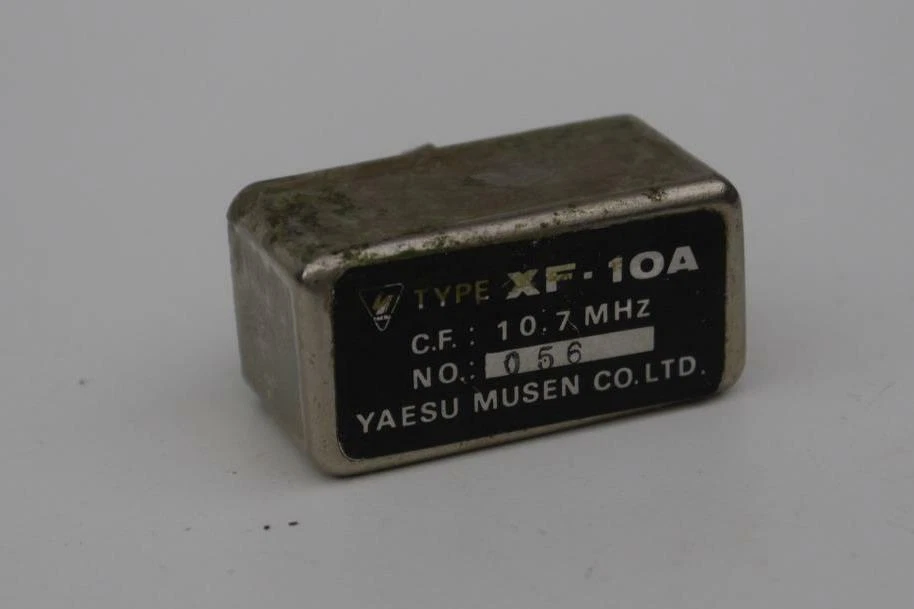 TYPE XF-10A
C.F.: 10.7 MHz
NO.: 056
YAESU MUSEN CO. LTD.